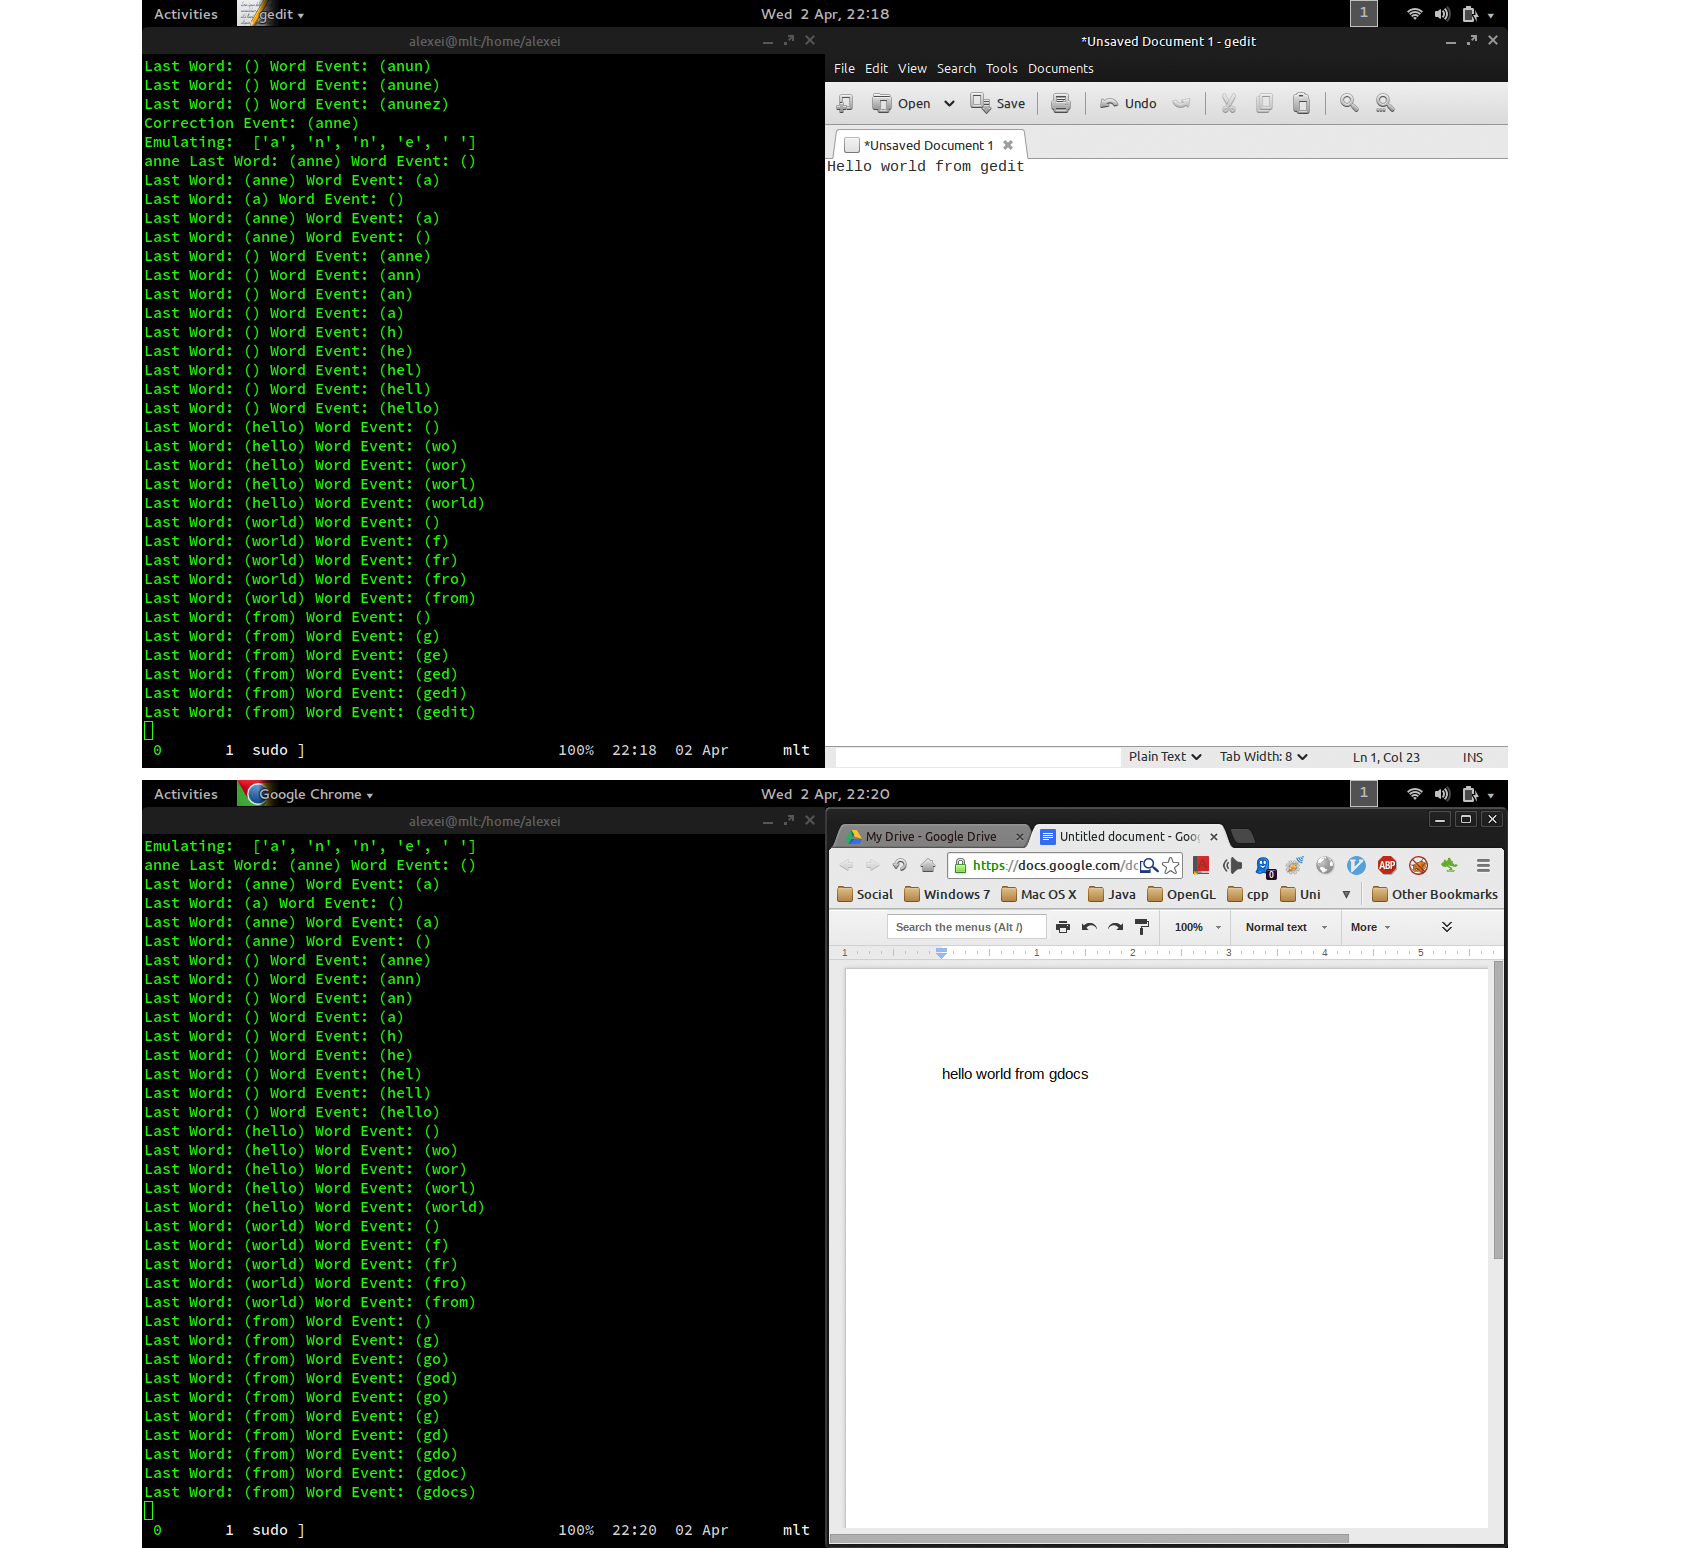 Activities gedit Wed 2 Apr, 22:18 1
alexei@mlt:/home/alexei
Last Word: () Word Event: (anun)
Last Word: () Word Event: (anune)
Last Word: () Word Event: (anunez)
Correction Event: (anne)
Emulating:  ['a', 'n', 'n', 'e', ' ']
anne Last Word: (anne) Word Event: ()
Last Word: (anne) Word Event: (a)
Last Word: (a) Word Event: ()
Last Word: (anne) Word Event: (a)
Last Word: (anne) Word Event: ()
Last Word: () Word Event: (anne)
Last Word: () Word Event: (ann)
Last Word: () Word Event: (an)
Last Word: () Word Event: (a)
Last Word: () Word Event: (h)
Last Word: () Word Event: (he)
Last Word: () Word Event: (hel)
Last Word: () Word Event: (hell)
Last Word: () Word Event: (hello)
Last Word: (hello) Word Event: ()
Last Word: (hello) Word Event: (wo)
Last Word: (hello) Word Event: (wor)
Last Word: (hello) Word Event: (worl)
Last Word: (hello) Word Event: (world)
Last Word: (world) Word Event: ()
Last Word: (world) Word Event: (f)
Last Word: (world) Word Event: (fr)
Last Word: (world) Word Event: (fro)
Last Word: (world) Word Event: (from)
Last Word: (from) Word Event: ()
Last Word: (from) Word Event: (g)
Last Word: (from) Word Event: (ge)
Last Word: (from) Word Event: (ged)
Last Word: (from) Word Event: (gedi)
Last Word: (from) Word Event: (gedit)
0 1 sudo ] 100% 22:18 02 Apr mlt
*Unsaved Document 1 - gedit
File Edit View Search Tools Documents
Open Save Undo
*Unsaved Document 1
Hello world from gedit
Plain Text Tab Width: 8 Ln 1, Col 23 INS
Activities Google Chrome Wed 2 Apr, 22:20 1
alexei@mlt:/home/alexei
Emulating:  ['a', 'n', 'n', 'e', ' ']
anne Last Word: (anne) Word Event: ()
Last Word: (anne) Word Event: (a)
Last Word: (a) Word Event: ()
Last Word: (anne) Word Event: (a)
Last Word: (anne) Word Event: ()
Last Word: () Word Event: (anne)
Last Word: () Word Event: (ann)
Last Word: () Word Event: (an)
Last Word: () Word Event: (a)
Last Word: () Word Event: (h)
Last Word: () Word Event: (he)
Last Word: () Word Event: (hel)
Last Word: () Word Event: (hell)
Last Word: () Word Event: (hello)
Last Word: (hello) Word Event: ()
Last Word: (hello) Word Event: (wo)
Last Word: (hello) Word Event: (wor)
Last Word: (hello) Word Event: (worl)
Last Word: (hello) Word Event: (world)
Last Word: (world) Word Event: ()
Last Word: (world) Word Event: (f)
Last Word: (world) Word Event: (fr)
Last Word: (world) Word Event: (fro)
Last Word: (world) Word Event: (from)
Last Word: (from) Word Event: ()
Last Word: (from) Word Event: (g)
Last Word: (from) Word Event: (go)
Last Word: (from) Word Event: (god)
Last Word: (from) Word Event: (go)
Last Word: (from) Word Event: (g)
Last Word: (from) Word Event: (gd)
Last Word: (from) Word Event: (gdo)
Last Word: (from) Word Event: (gdoc)
Last Word: (from) Word Event: (gdocs)
0 1 sudo ] 100% 22:20 02 Apr mlt
My Drive - Google Drive Untitled document - Goo
https://docs.google.com/dc 0 ABP
Social Windows 7 Mac OS X Java OpenGL cpp Uni Other Bookmarks
Search the menus (Alt /) 100% Normal text More
1 1 2 3 4 5
hello world from gdocs